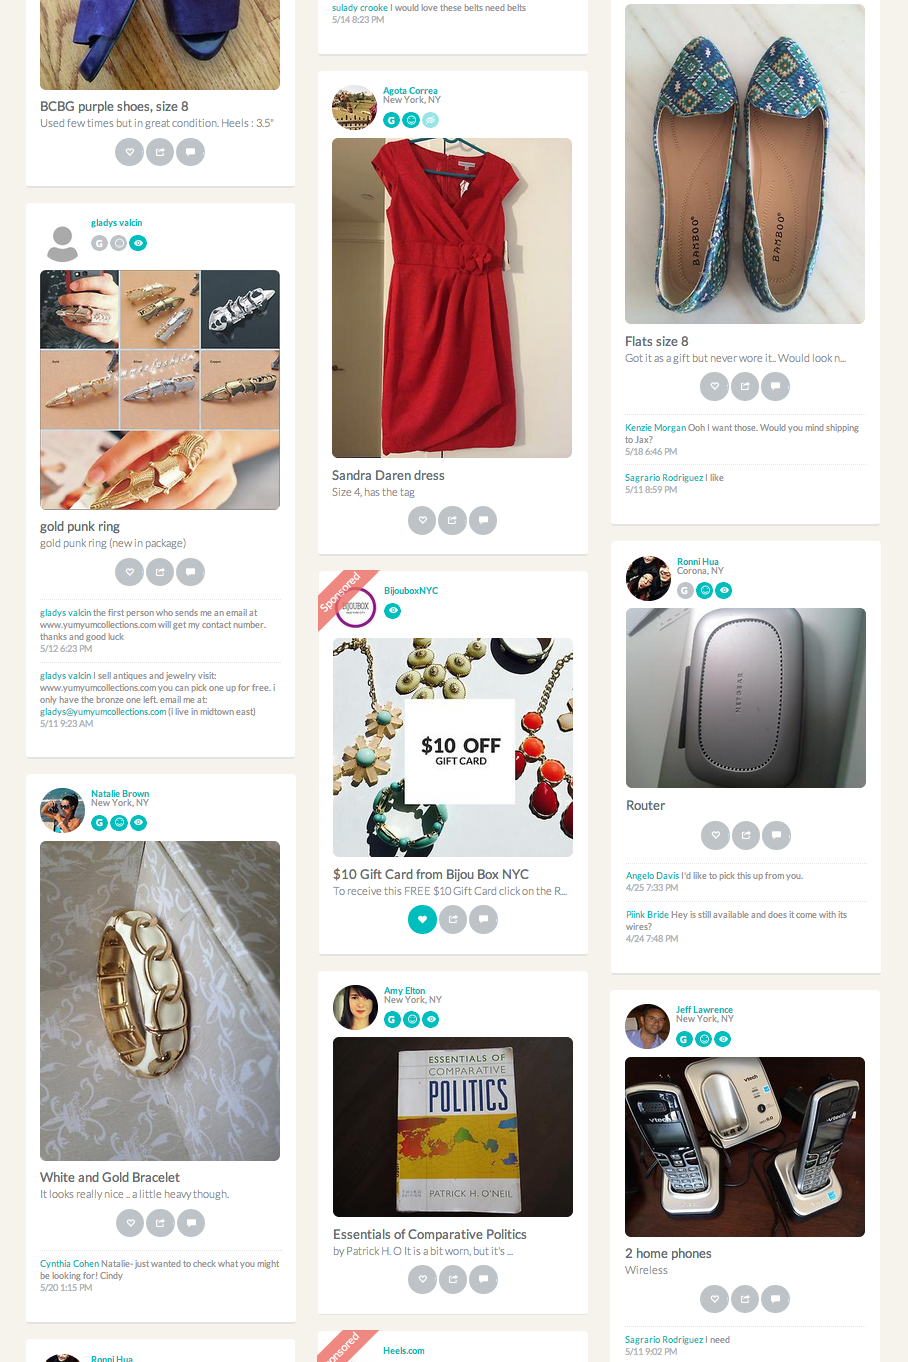 BCBG purple shoes, size 8
Used few times but in great condition. Heels : 3.5"
gladys valcin
G
gold punk ring
gold punk ring (new in package)
gladys valcin the first person who sends me an email at
www.yumyumcollections.com will get my contact number.
thanks and good luck
5/12 6:23 PM
gladys valcin I sell antiques and jewelry visit:
www.yumyumcollections.com you can pick one up for free. i
only have the bronze one left. email me at:
gladys@yumyumcollections.com (i live in midtown east)
5/11 9:23 AM
Natalie Brown
New York, NY
G
White and Gold Bracelet
It looks really nice .. a little heavy though.
Cynthia Cohen Natalie- just wanted to check what you might
be looking for! Cindy
5/20 1:15 PM
Ronni Hua
sulady crooke I would love these belts need belts
5/14 8:23 PM
Agota Correa
New York, NY
G
Sandra Daren dress
Size 4, has the tag
Sponsored
BIJOUBOX
BijouboxNYC
$10 OFF
GIFT CARD
$10 Gift Card from Bijou Box NYC
To receive this FREE $10 Gift Card click on the R...
Amy Elton
New York, NY
G
ESSENTIALS OF
COMPARATIVE
POLITICS
PATRICK H. O'NEIL
Essentials of Comparative Politics
by Patrick H. O It is a bit worn, but it's ...
onsored
Heels.com
BAMBOO
BAMBOO
Flats size 8
Got it as a gift but never wore it.. Would look n...
Kenzie Morgan Ooh I want those. Would you mind shipping
to Jax?
5/18 6:46 PM
Sagrario Rodriguez I like
5/11 8:59 PM
Ronni Hua
Corona, NY
G
NETGEAR
Router
Angelo Davis I'd like to pick this up from you.
4/25 7:33 PM
Piink Bride Hey is still available and does it come with its
wires?
4/24 7:48 PM
Jeff Lawrence
New York, NY
G
vtech
vtech
vtech
2 home phones
Wireless
Sagrario Rodriguez I need
5/11 9:02 PM